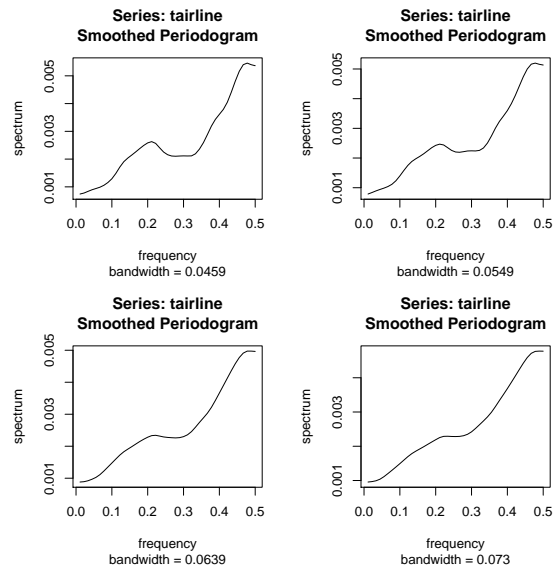 Series: tairline
Smoothed Periodogram
spectrum
0.005
0.003
0.001
0.0 0.1 0.2 0.3 0.4 0.5
frequency
bandwidth = 0.0459
Series: tairline
Smoothed Periodogram
spectrum
0.005
0.003
0.001
0.0 0.1 0.2 0.3 0.4 0.5
frequency
bandwidth = 0.0549
Series: tairline
Smoothed Periodogram
spectrum
0.005
0.003
0.001
0.0 0.1 0.2 0.3 0.4 0.5
frequency
bandwidth = 0.0639
Series: tairline
Smoothed Periodogram
spectrum
0.003
0.001
0.0 0.1 0.2 0.3 0.4 0.5
frequency
bandwidth = 0.073